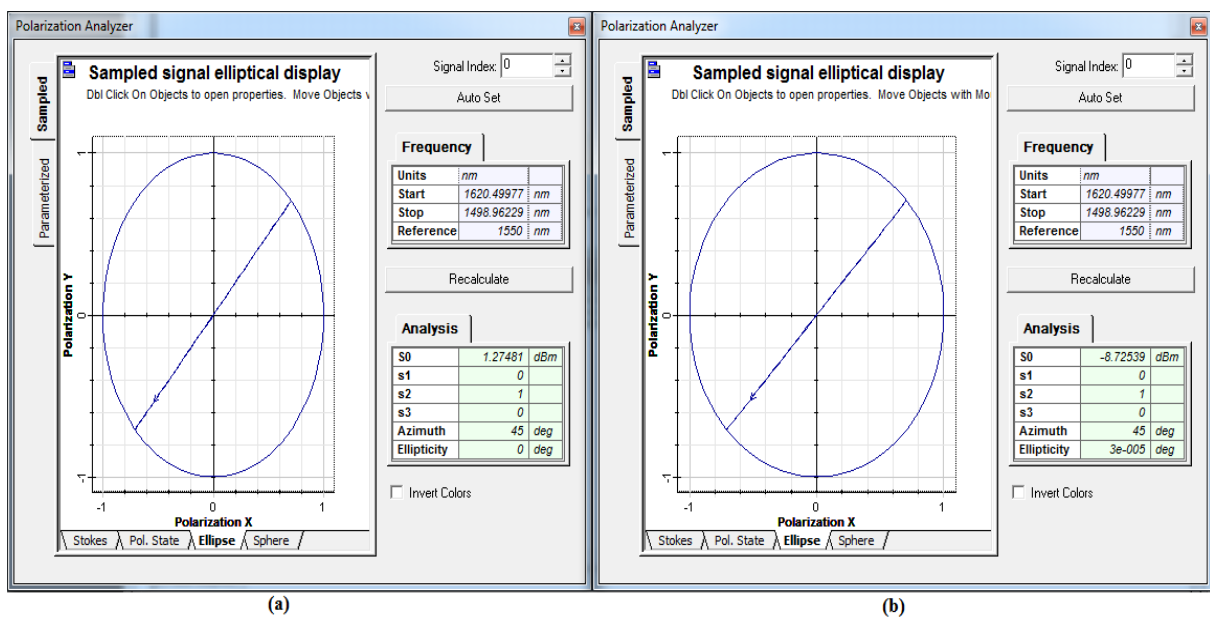 Polarization Analyzer
Sampled
Parameterized
Sampled signal elliptical display
Dbl Click On Objects to open properties. Move Objects
Polarization Y
1
0
-1
-1
0
1
Polarization X
Stokes
Pol. State
Ellipse
Sphere
Signal Index: 0
Auto Set
Frequency
Units nm
Start 1620.49977 nm
Stop 1498.96229 nm
Reference 1550 nm
Recalculate
Analysis
S0 1.27481 dBm
s1 0
s2 1
s3 0
Azimuth 45 deg
Ellipticity 0 deg
Invert Colors
(a)
Polarization Analyzer
Sampled
Parameterized
Sampled signal elliptical display
Dbl Click On Objects to open properties. Move Objects with Mo
Polarization Y
1
0
-1
-1
0
1
Polarization X
Stokes
Pol. State
Ellipse
Sphere
Signal Index: 0
Auto Set
Frequency
Units nm
Start 1620.49977 nm
Stop 1498.96229 nm
Reference 1550 nm
Recalculate
Analysis
S0 -8.72539 dBm
s1 0
s2 1
s3 0
Azimuth 45 deg
Ellipticity 3e-005 deg
Invert Colors
(b)